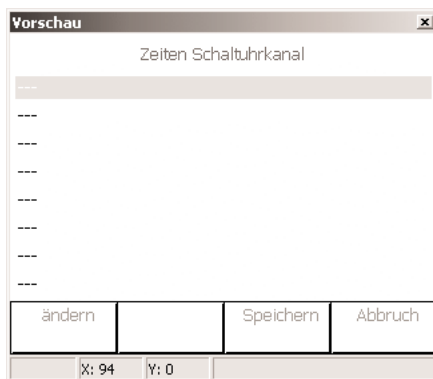 Vorschau
Zeiten Schaltuhrkanal
---
---
---
---
---
---
---
---
ändern Speichern Abbruch
X: 94 Y: 0